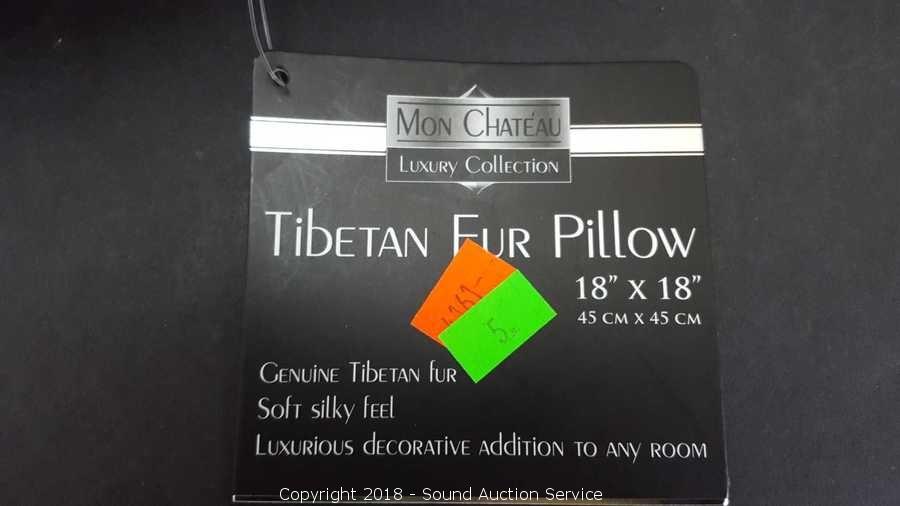 Mon Chatéau
Luxury Collection
Tibetan Fur Pillow
18" x 18"
45 cm x 45 cm
5
Genuine Tibetan fur
Soft silky feel
Luxurious decorative addition to any room
Copyright 2018 - Sound Auction Service